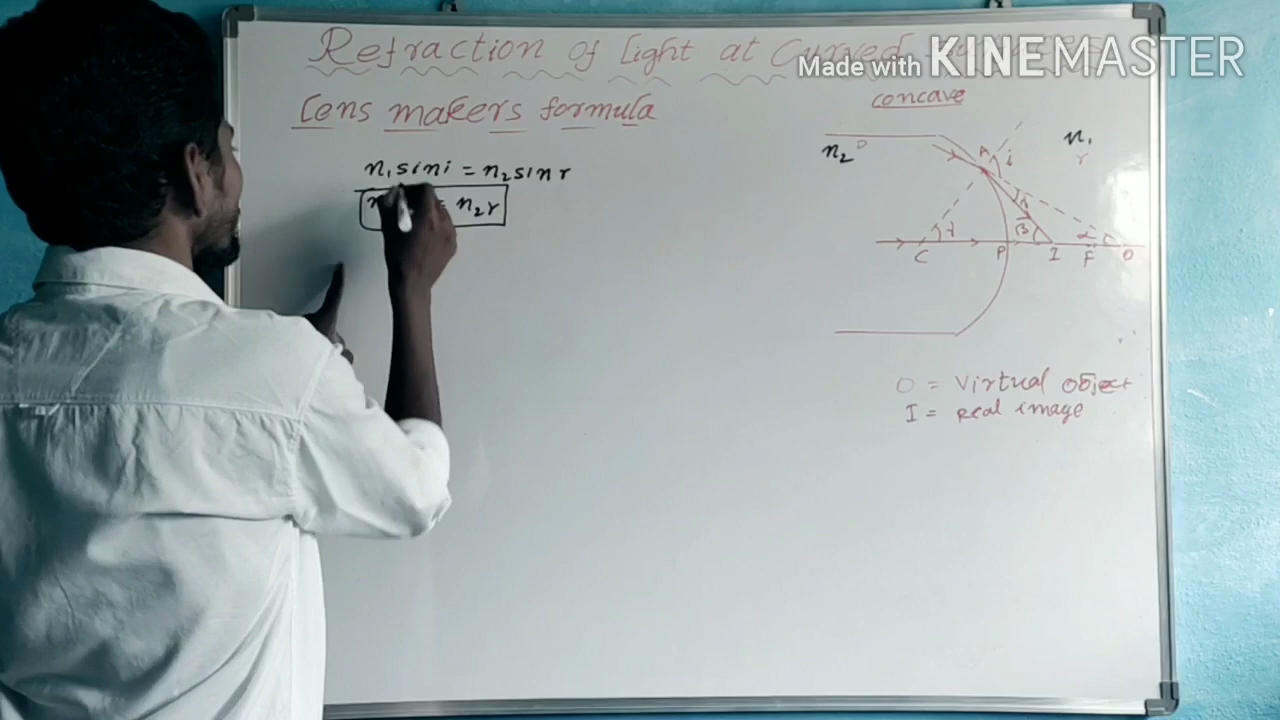 Refraction of light at Curved
Made with KINEMASTER
Lens makers formula
concave
n₁ sin i = n₂ sin r
= n₂r
n₂
n₁
r
A
i
r
γ
β
α
C
P
I
F
O
O = Virtual object
I = real image